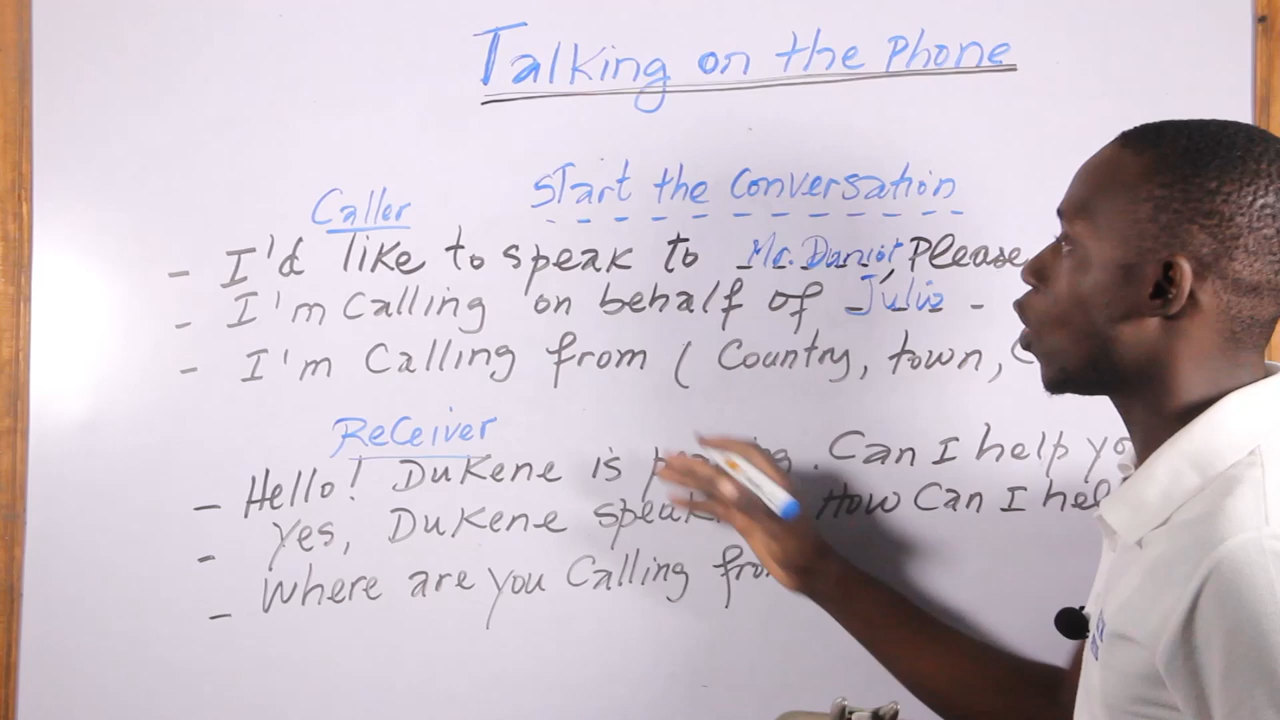 Talking on the Phone
Start the Conversation
Caller
- I'd like to speak to Mr. Daniel, Please
- I'm Calling on behalf of Julia -
- I'm Calling from ( Country, town,
Receiver
- Hello! Dukene is . Can I help
- Yes, Dukene How Can I
- Where are you Calling